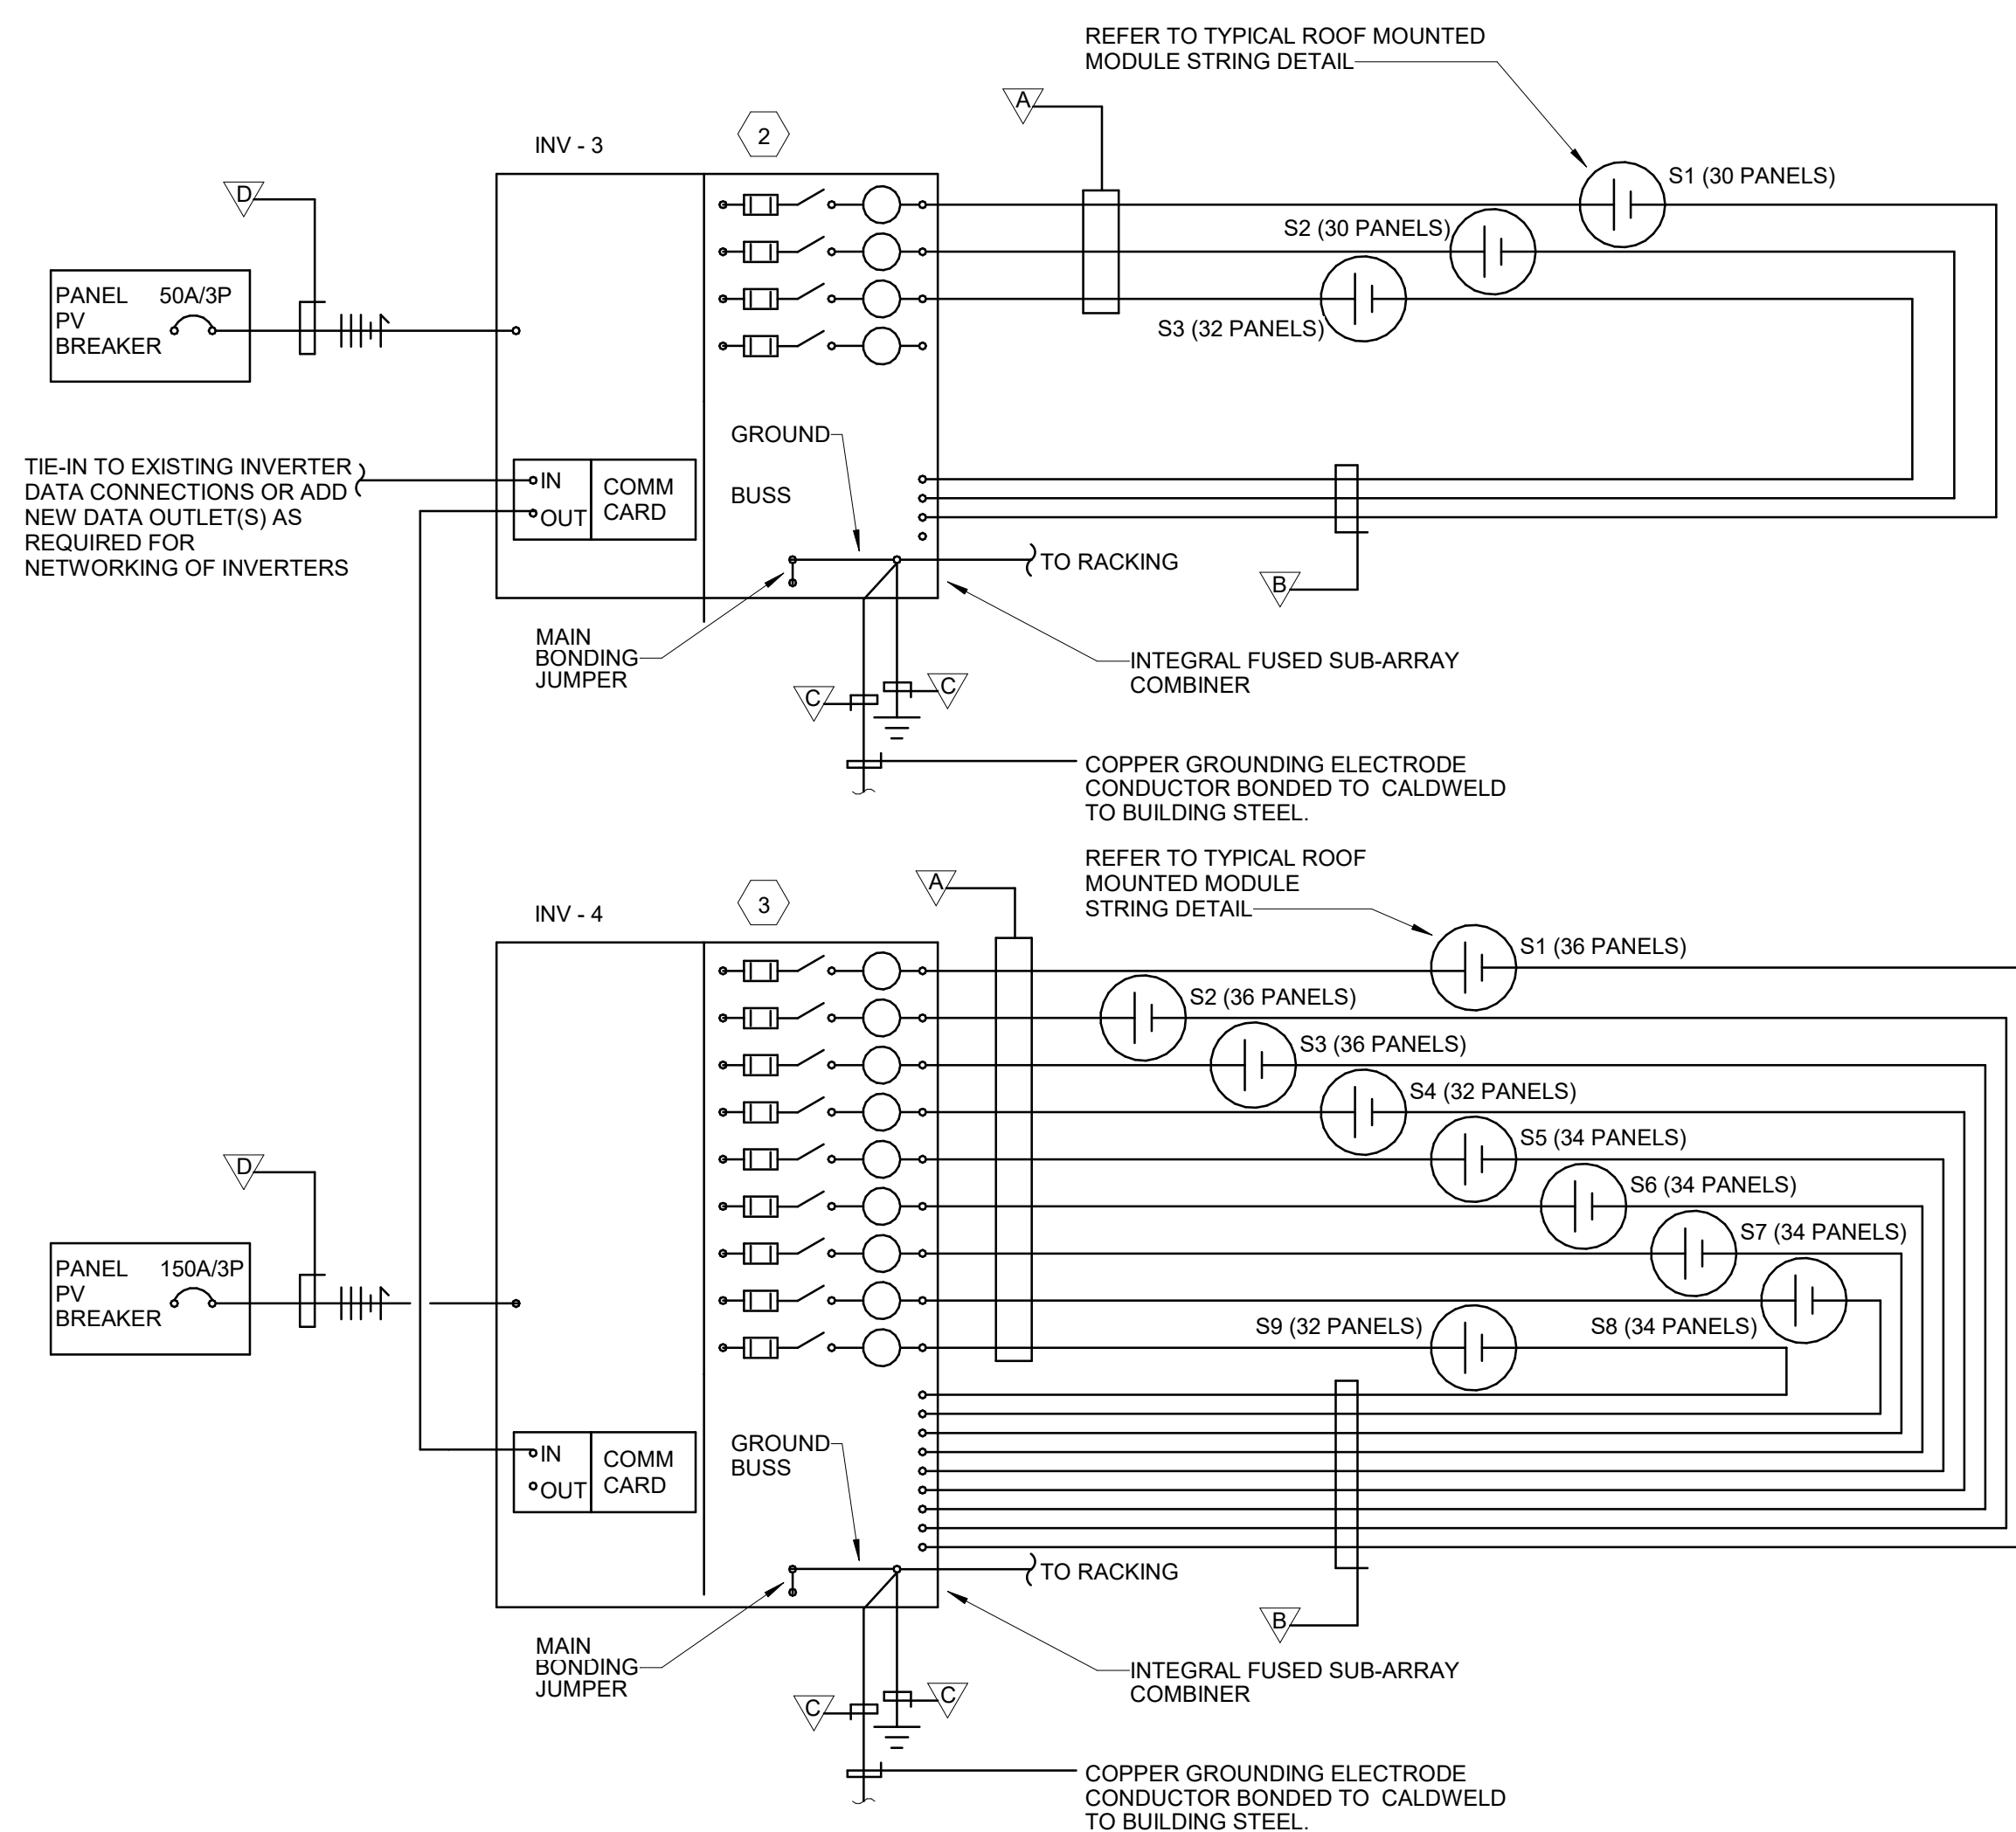 REFER TO TYPICAL ROOF MOUNTED
MODULE STRING DETAIL
A
INV - 3
2
D
S1 (30 PANELS)
S2 (30 PANELS)
S3 (32 PANELS)
PANEL 50A/3P
PV
BREAKER
GROUND
BUSS
TIE-IN TO EXISTING INVERTER
DATA CONNECTIONS OR ADD
NEW DATA OUTLET(S) AS
REQUIRED FOR
NETWORKING OF INVERTERS
IN
OUT
COMM
CARD
TO RACKING
B
MAIN
BONDING
JUMPER
INTEGRAL FUSED SUB-ARRAY
COMBINER
C
C
COPPER GROUNDING ELECTRODE
CONDUCTOR BONDED TO CALDWELD
TO BUILDING STEEL.
REFER TO TYPICAL ROOF
MOUNTED MODULE
STRING DETAIL
A
INV - 4
3
S1 (36 PANELS)
S2 (36 PANELS)
S3 (36 PANELS)
S4 (32 PANELS)
S5 (34 PANELS)
S6 (34 PANELS)
S7 (34 PANELS)
S9 (32 PANELS)
S8 (34 PANELS)
D
PANEL 150A/3P
PV
BREAKER
GROUND
BUSS
IN
OUT
COMM
CARD
TO RACKING
B
MAIN
BONDING
JUMPER
INTEGRAL FUSED SUB-ARRAY
COMBINER
C
C
COPPER GROUNDING ELECTRODE
CONDUCTOR BONDED TO CALDWELD
TO BUILDING STEEL.